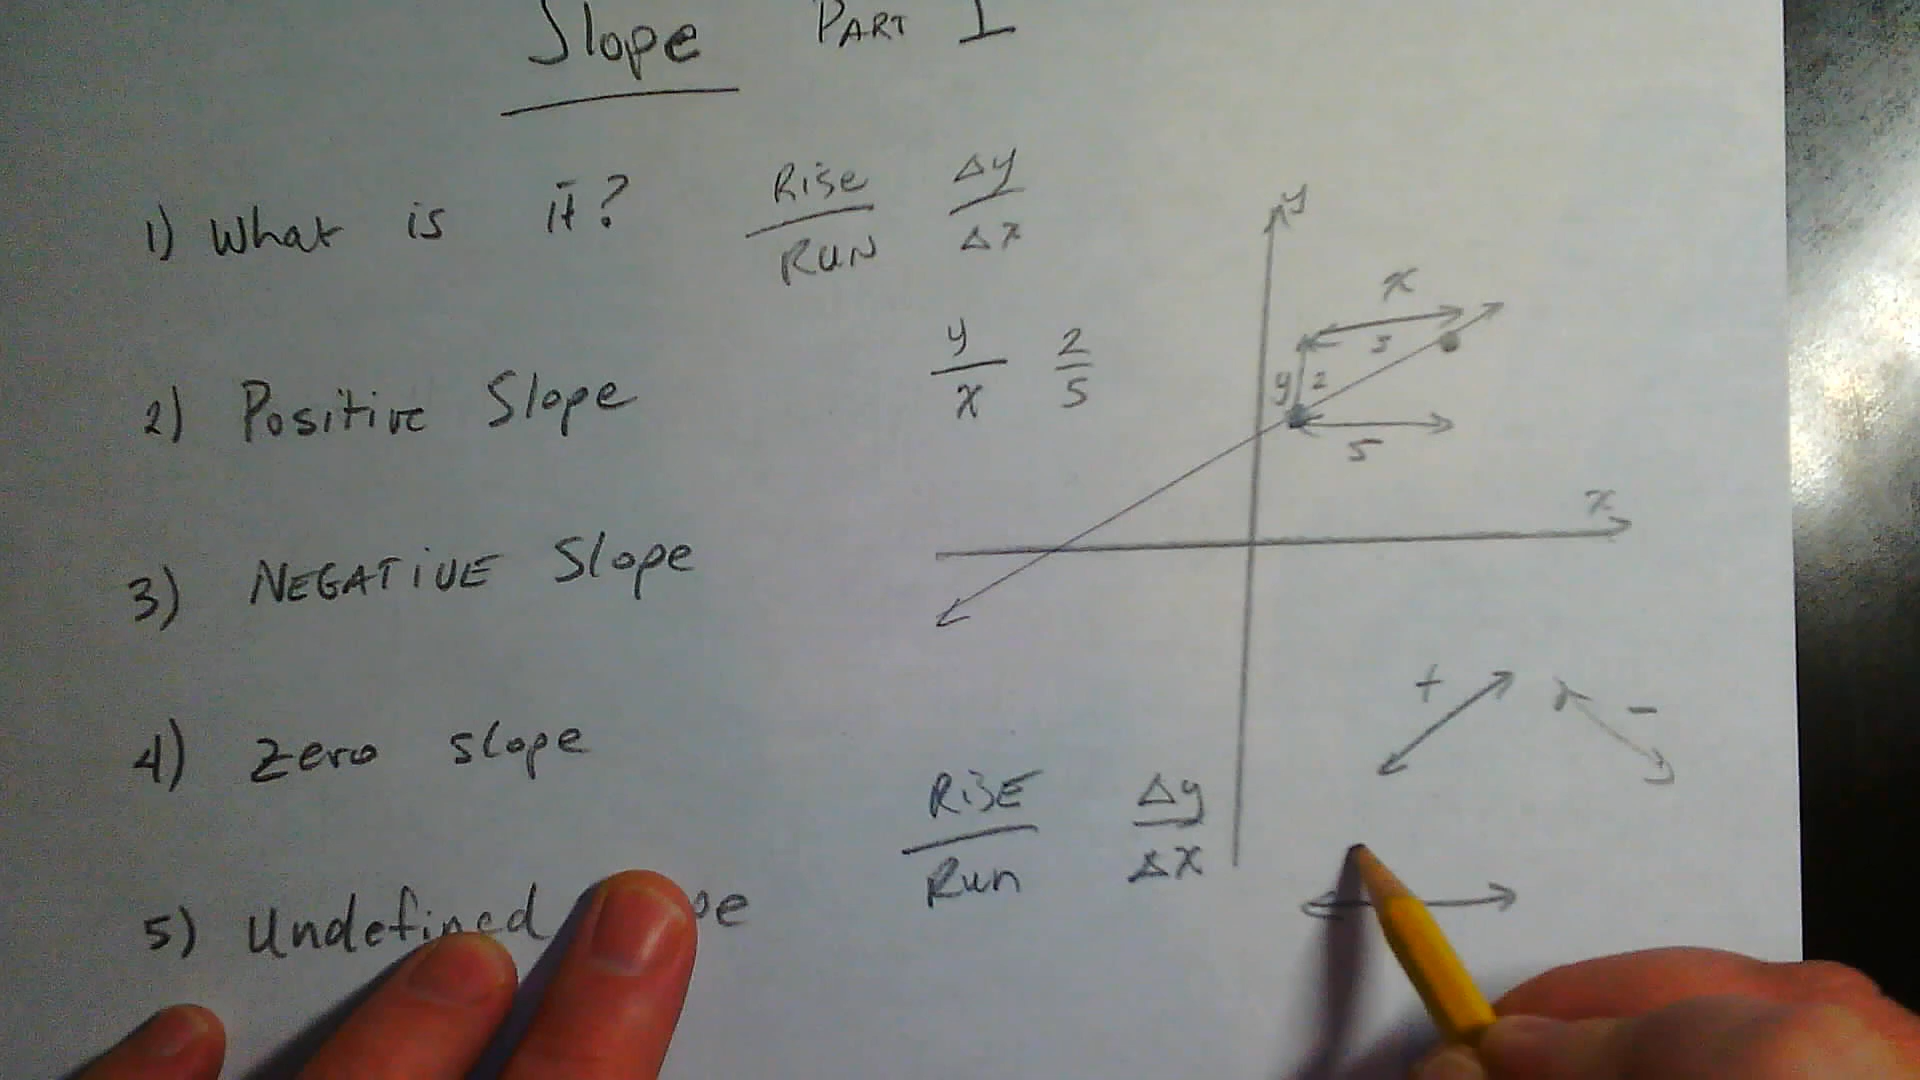 Slope PART I
1) What is it? Rise/RUN Δy/Δx
y
x
y/x 2/5
5
y 2
5
2) Positive Slope
x
3) NEGATIVE Slope
+ -
4) Zero slope
RISE/Run Δy/Δx
5) Undefined